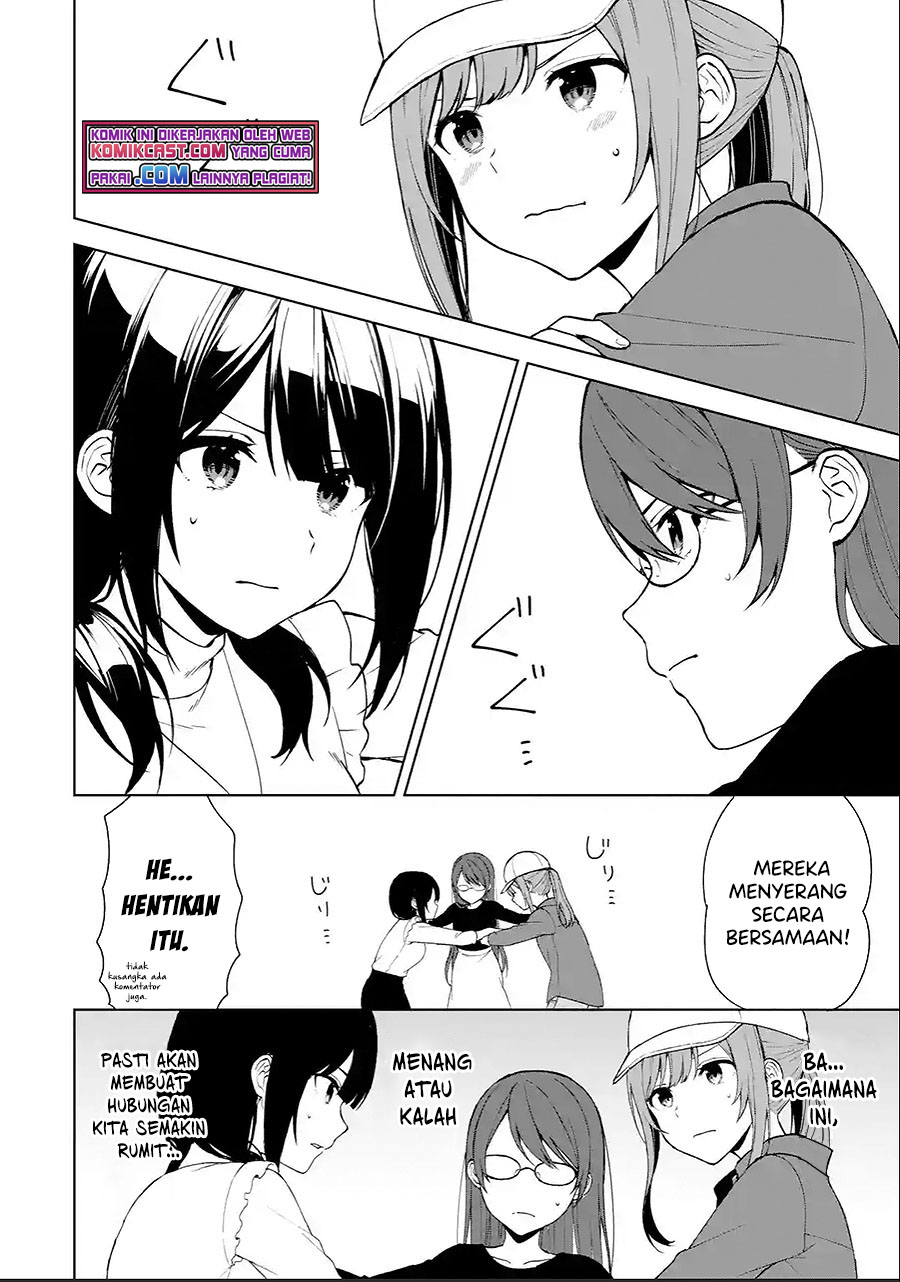 ぐ
KOMIK INI DIKERJAKAN OLEH WEB
KOMIKCAST.COM YANG CUMA
PAKAI .COM LAINNYA PLAGIAT!
ぐ
ぐ…
MEREKA
MENYERANG
SECARA
BERSAMAAN!
じり…
じり…
HE...
HENTIKAN
ITU.
tidak
kusangka ada
komentator
juga.
BA...
BAGAIMANA
INI,
MENANG
ATAU
KALAH
PASTI AKAN
MEMBUAT
HUBUNGAN
KITA SEMAKIN
RUMIT...